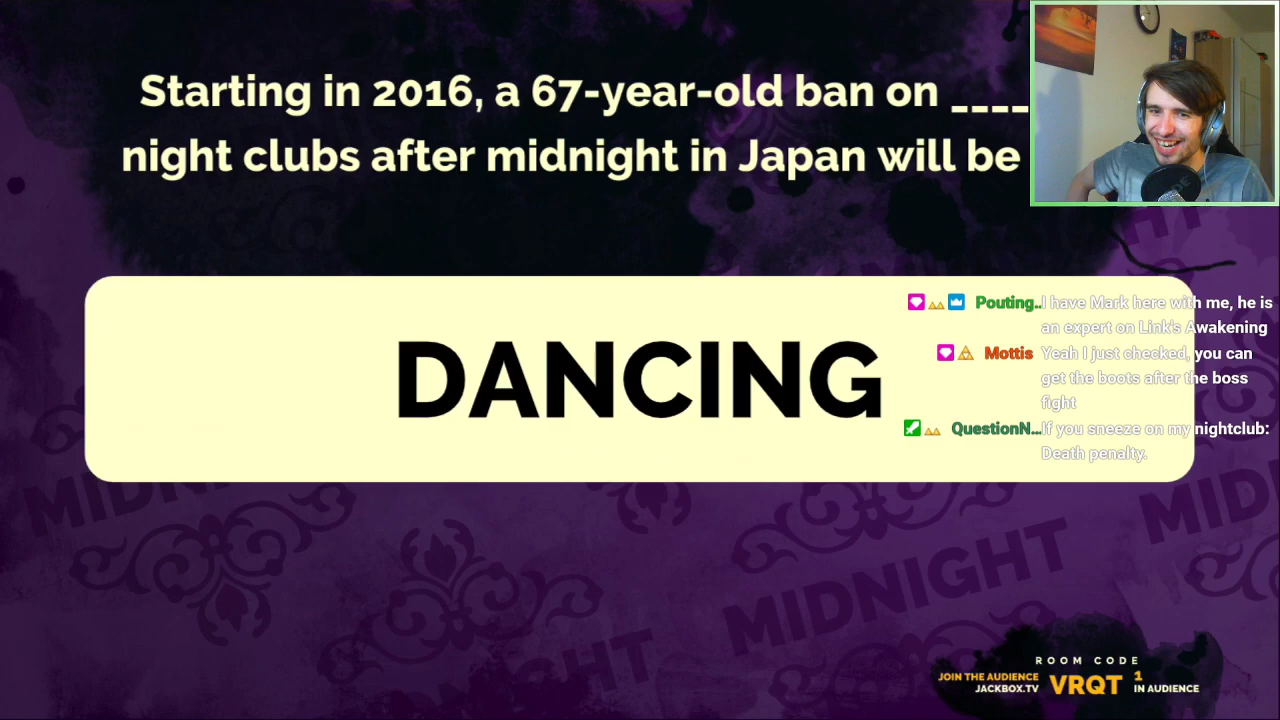 Starting in 2016, a 67-year-old ban on ____
night clubs after midnight in Japan will be
DANCING
Pouting.. I have Mark here with me, he is
an expert on Link's Awakening
Mottis Yeah I just checked, you can
get the boots after the boss
fight
QuestionN... If you sneeze on my nightclub:
Death penalty.
MIDNIGHT
MIDNIGHT
ROOM CODE
JOIN THE AUDIENCE
JACKBOX.TV
VRQT
1
IN AUDIENCE